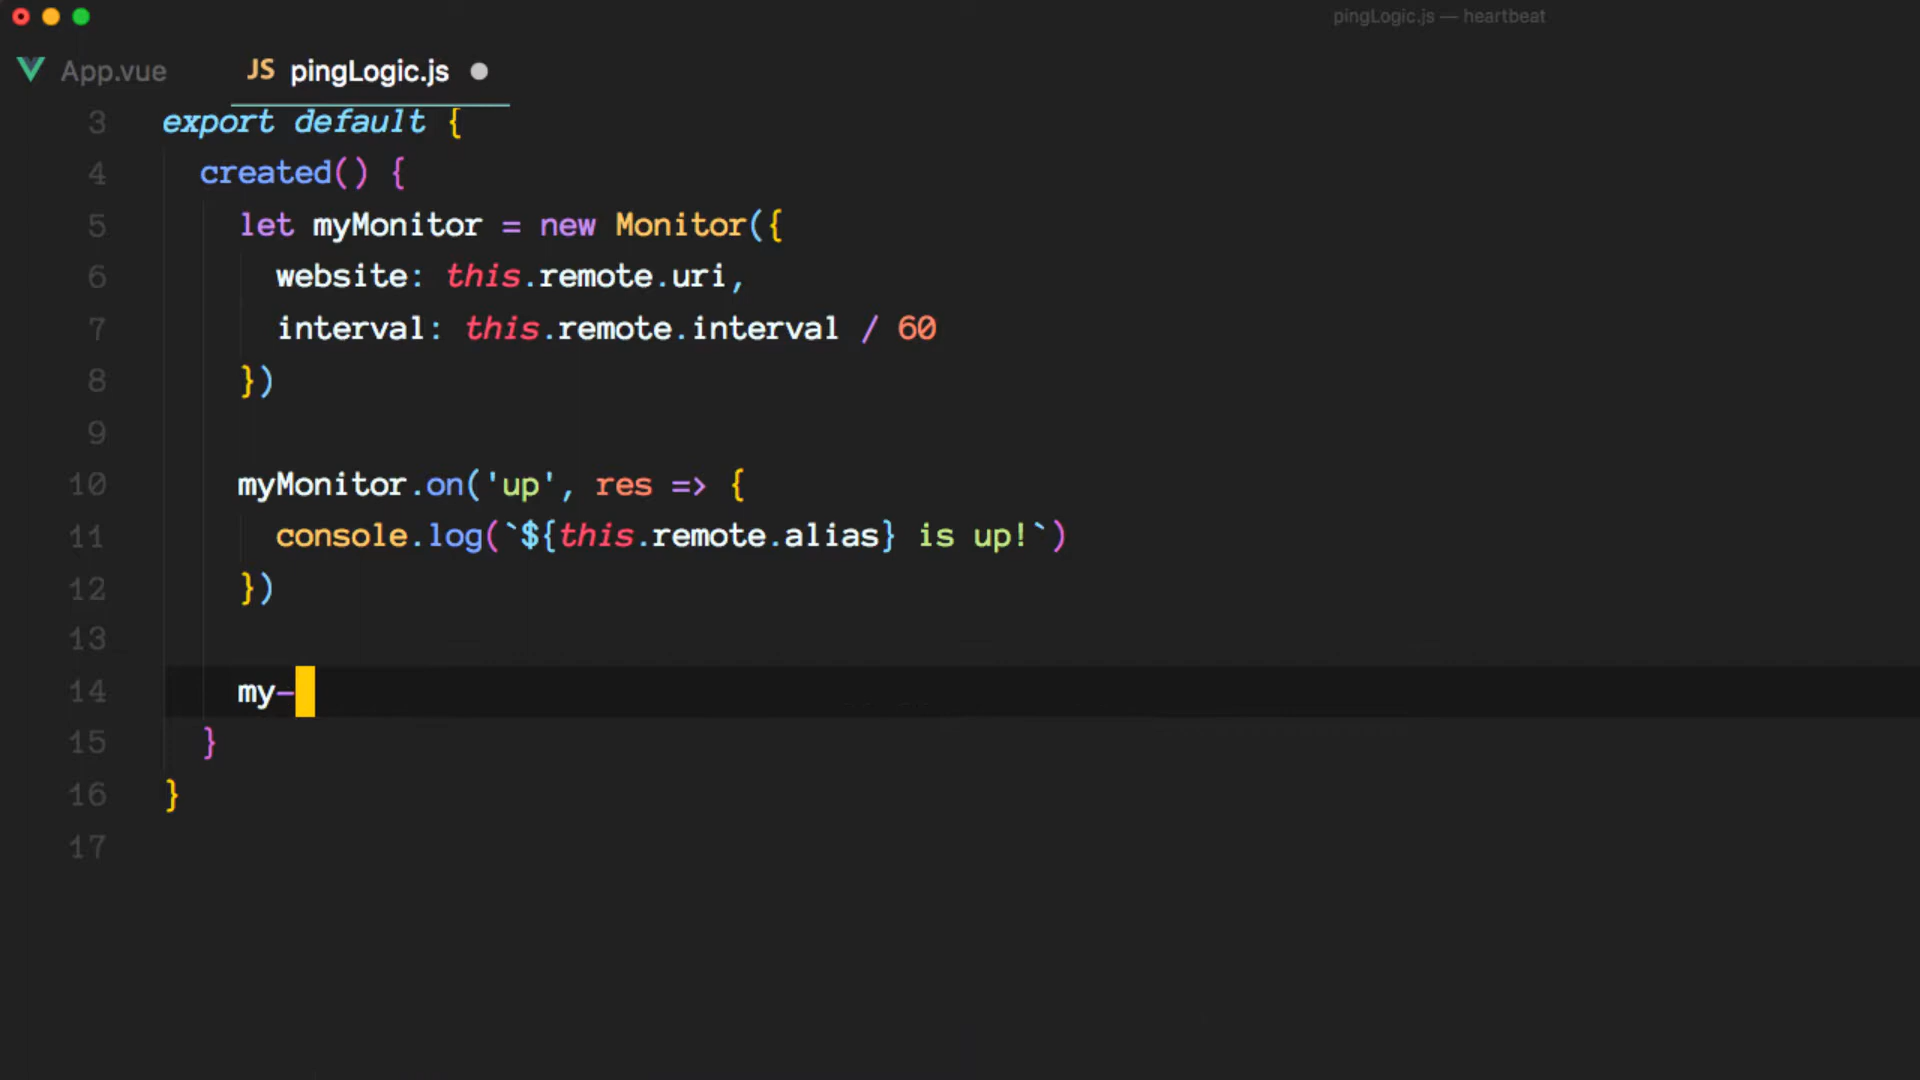 pingLogic.js — heartbeat
App.vue JS pingLogic.js
3 export default {
4 created() {
5 let myMonitor = new Monitor({
6 website: this.remote.uri,
7 interval: this.remote.interval / 60
8 })
9
10 myMonitor.on('up', res => {
11 console.log(`${this.remote.alias} is up!`)
12 })
13
14 my-
15 }
16 }
17